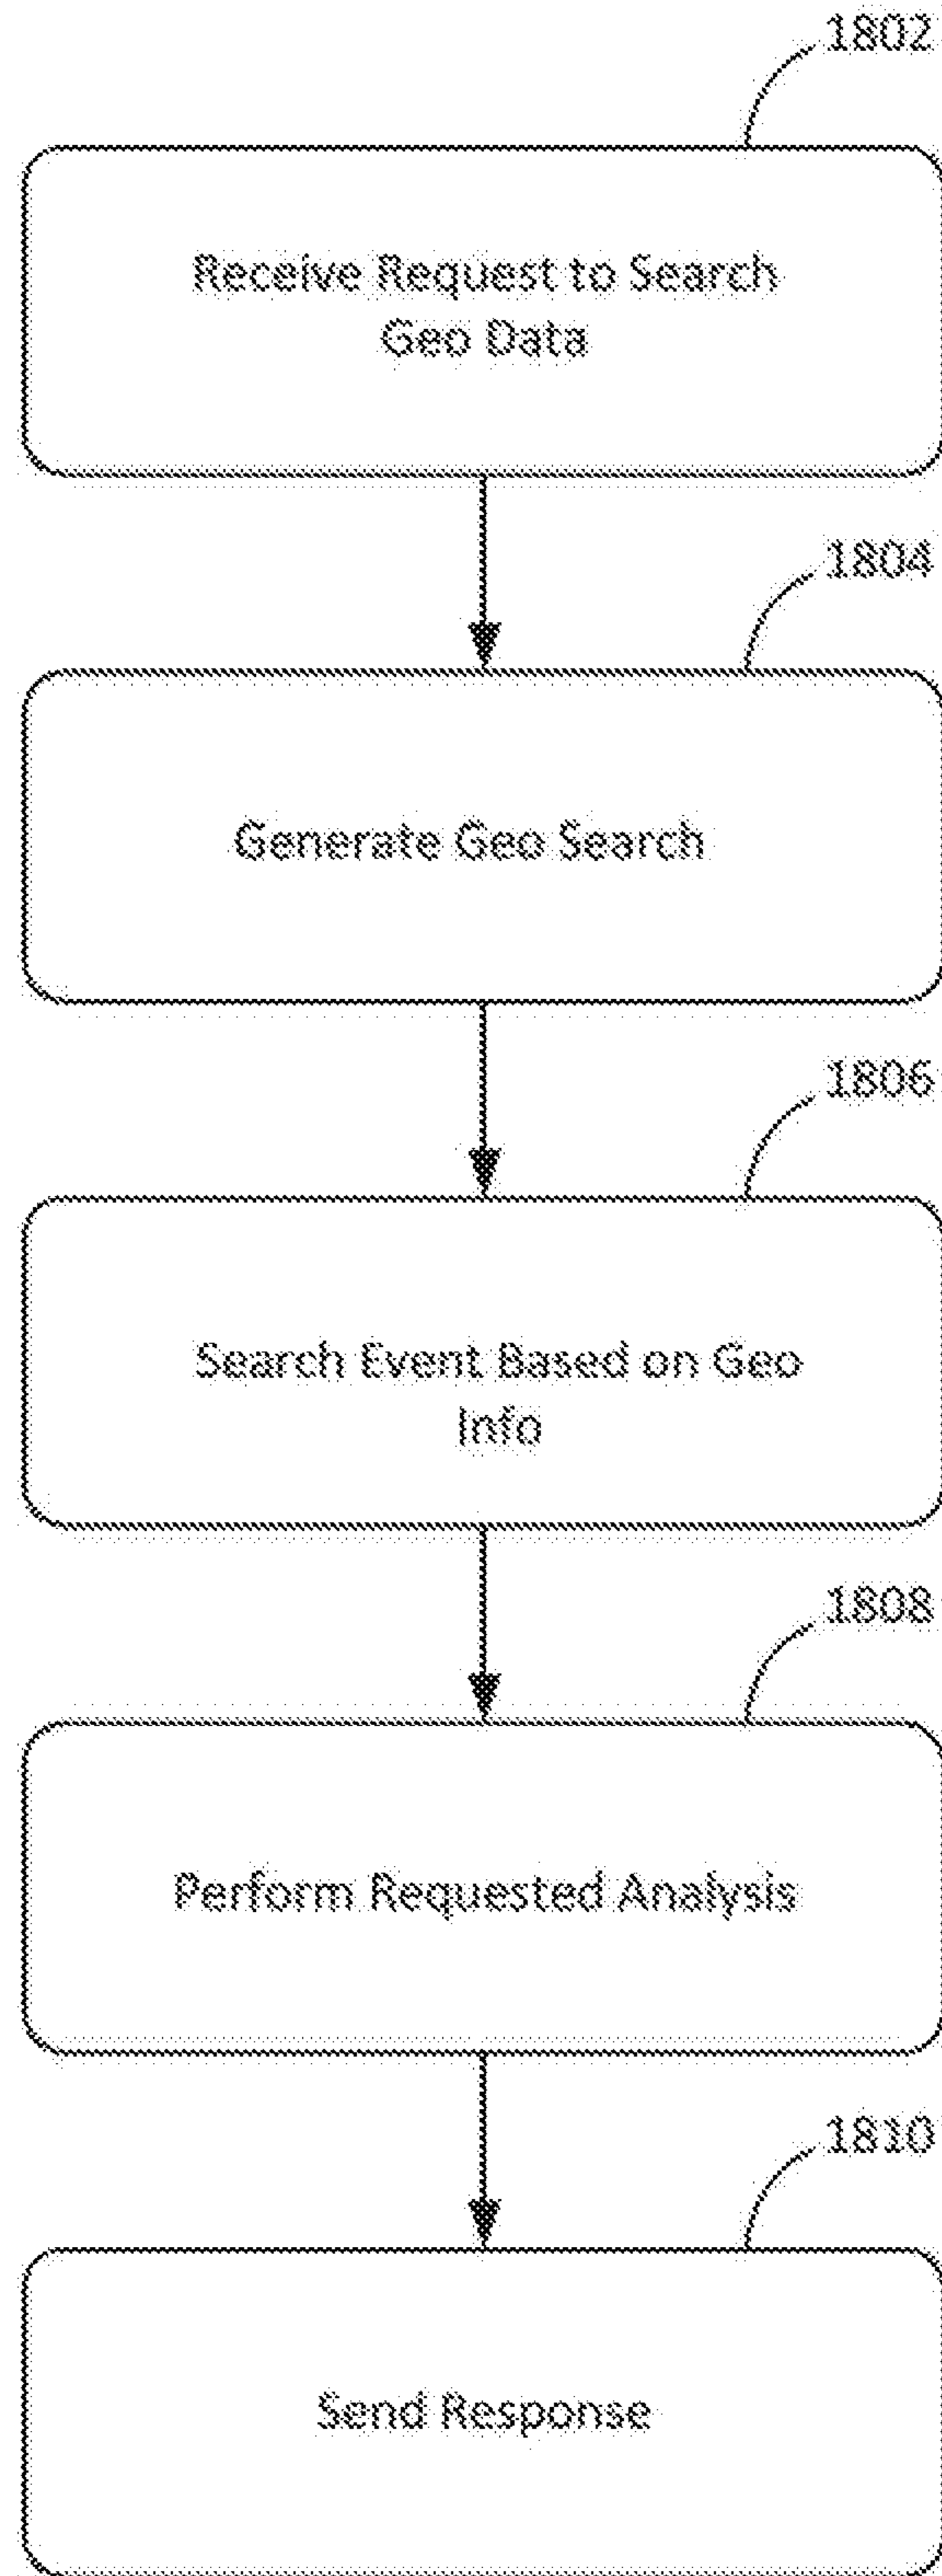 1802
Receive Request to Search
Geo Data
1804
Generate Geo Search
1806
Search Event Based on Geo
Info
1808
Perform Requested Analysis
1810
Send Response